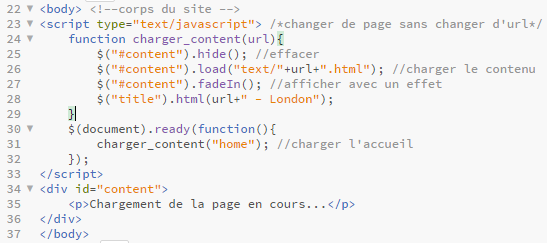 22 <body> <!--corps du site -->
23 <script type="text/javascript"> /*changer de page sans changer d'url*/
24 function charger_content(url){
25 $("#content").hide(); //effacer
26 $("#content").load("text/"+url+".html"); //charger le contenu
27 $("#content").fadeIn(); //afficher avec un effet
28 $("title").html(url+" - London");
29 }
30 $(document).ready(function(){
31 charger_content("home"); //charger l'accueil
32 });
33 </script>
34 <div id="content">
35 <p>Chargement de la page en cours...</p>
36 </div>
37 </body>